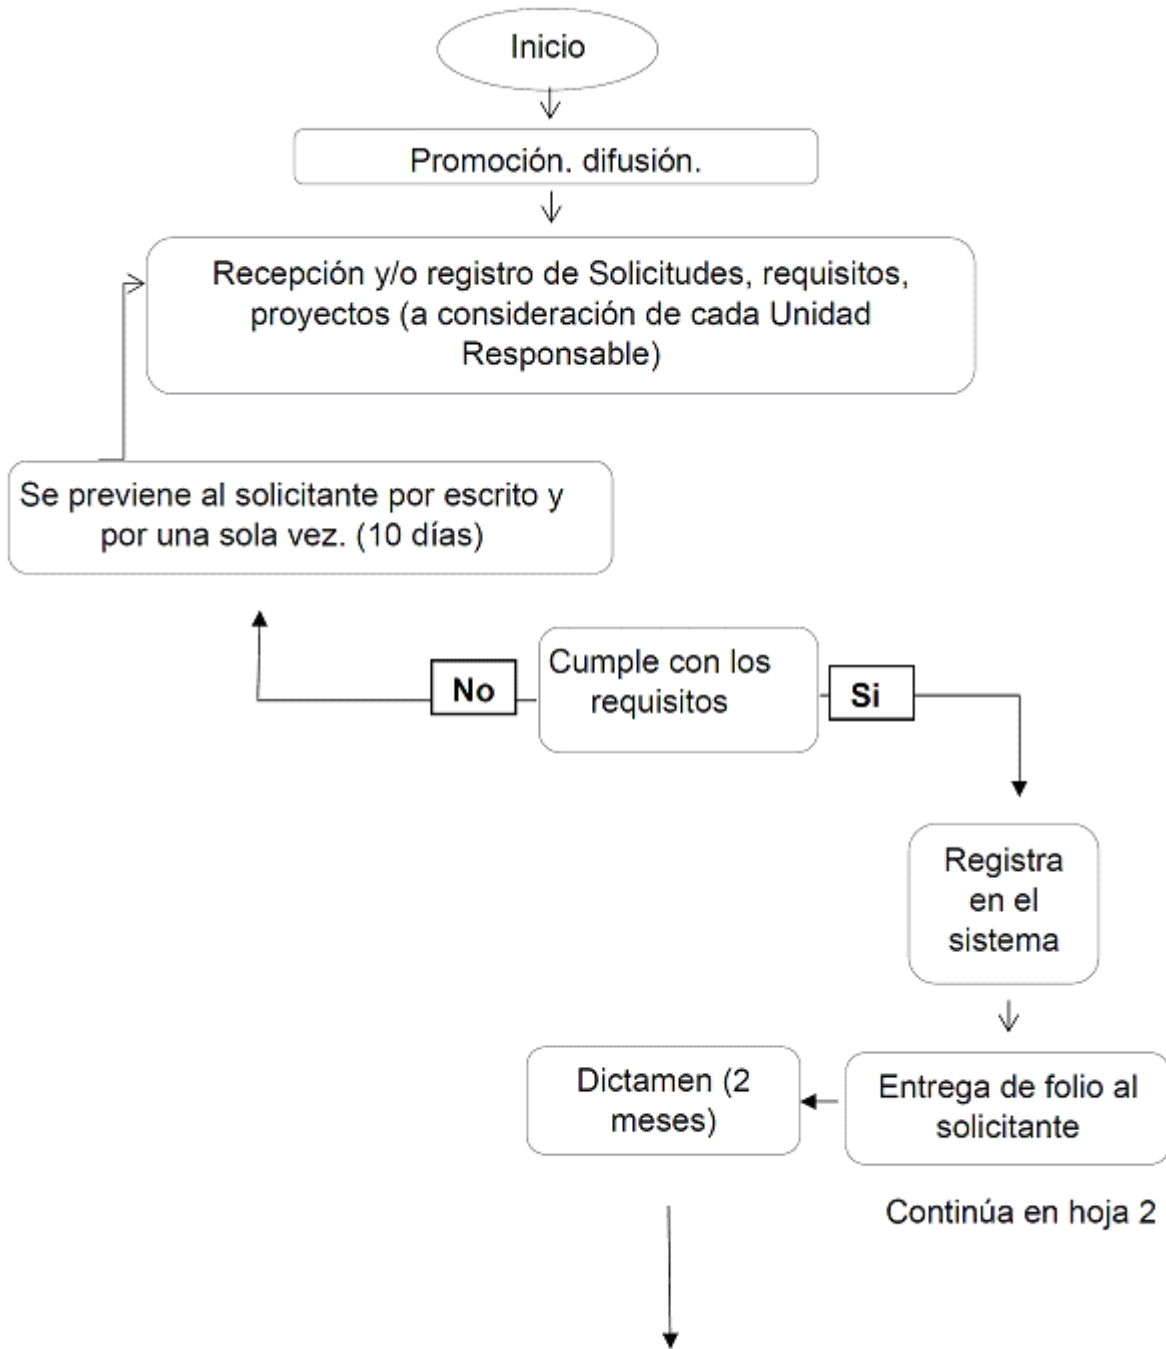 Inicio
Promoción. difusión.
Recepción y/o registro de Solicitudes, requisitos,
proyectos (a consideración de cada Unidad
Responsable)
Se previene al solicitante por escrito y
por una sola vez. (10 días)
No
Cumple con los
requisitos
Si
Registra
en el
sistema
Dictamen (2
meses)
Entrega de folio al
solicitante
Continúa en hoja 2